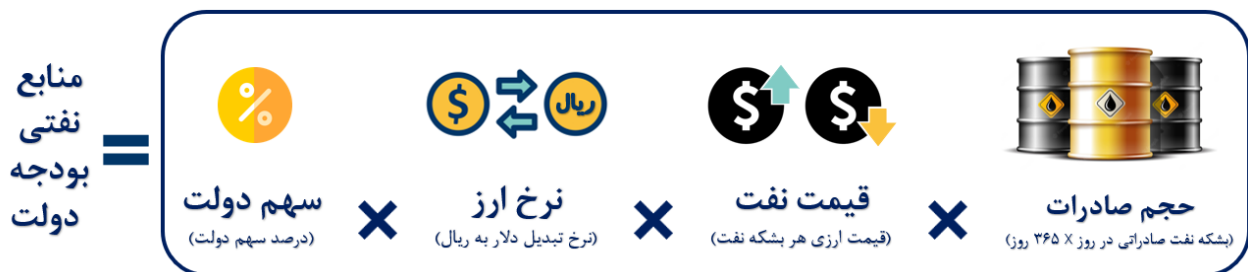 حجم صادرات
(بشکه نفت صادراتی در روز X ۳۶۵ روز)
×
قیمت نفت
(قیمت ارزی هر بشکه نفت)
×
نرخ ارز
(نرخ تبدیل دلار به ریال)
×
سهم دولت
(درصد سهم دولت)
=
منابع
نفتی
بودجه
دولت
$
$
$
ریال
%